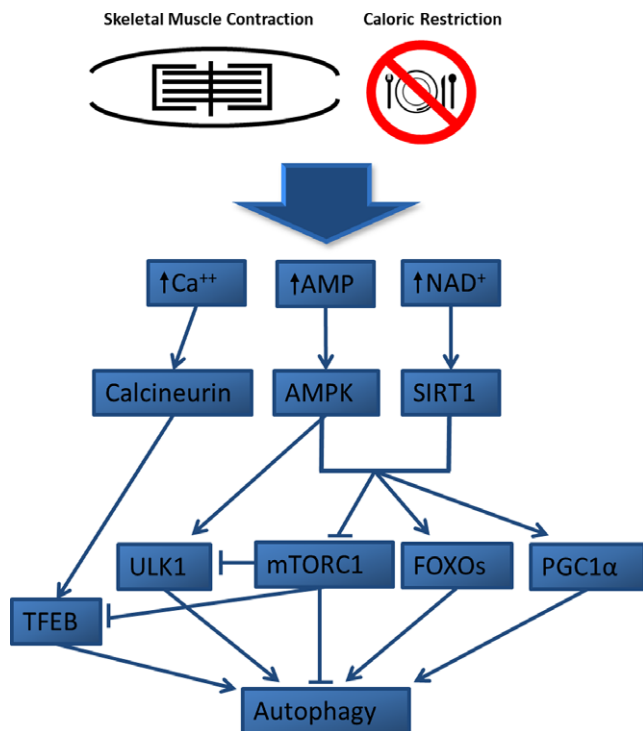 Skeletal Muscle Contraction
Caloric Restriction
↑Ca⁺⁺
↑AMP
↑NAD⁺
Calcineurin
AMPK
SIRT1
ULK1
mTORC1
FOXOs
PGC1α
TFEB
Autophagy